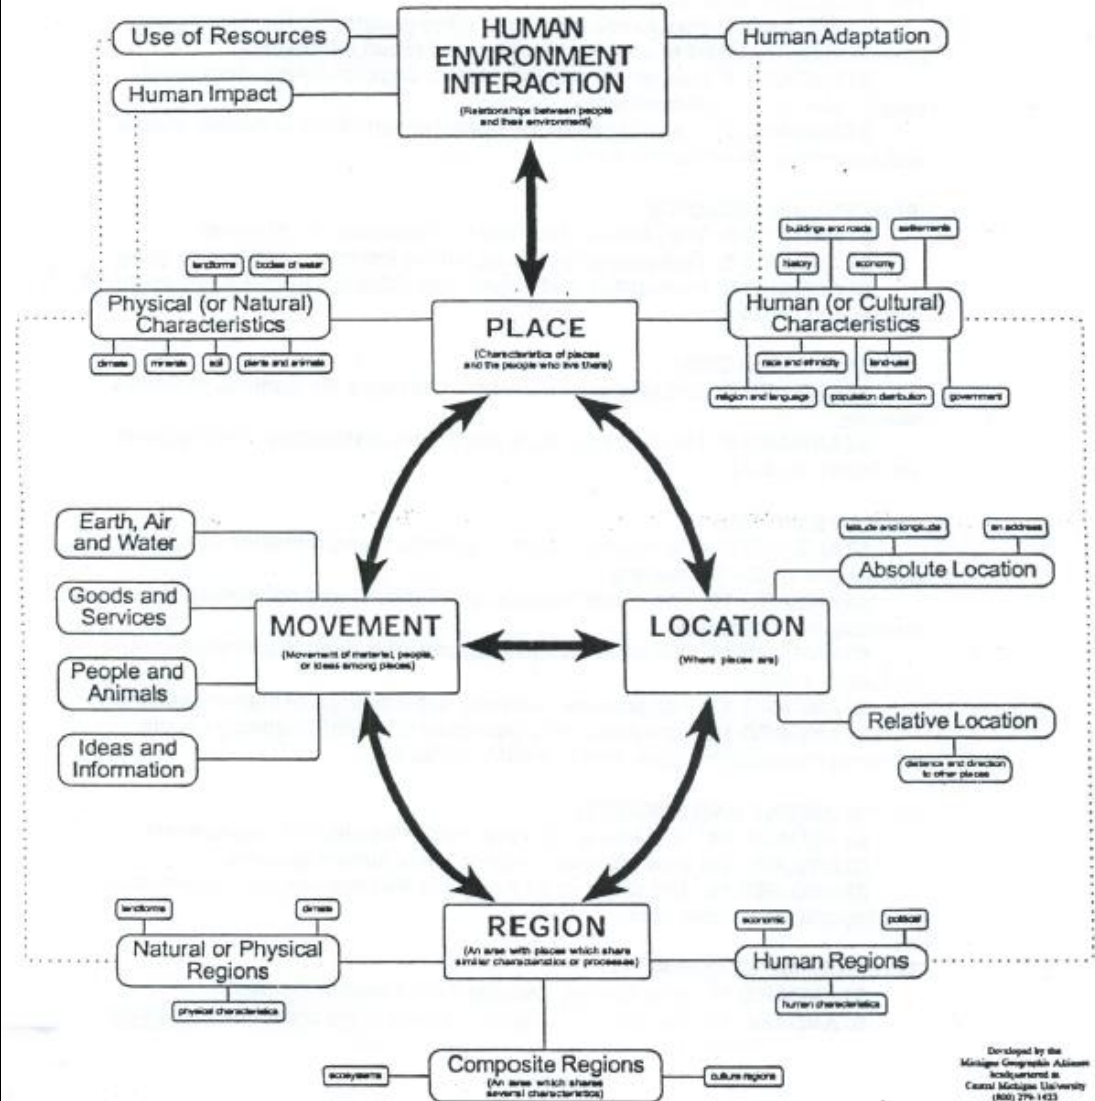 Use of Resources
Human Impact
HUMAN
ENVIRONMENT
INTERACTION
(Relationships between people
and their environment)
Human Adaptation
landforms
bodies of water
Physical (or Natural)
Characteristics
climate
minerals
soil
plants and animals
PLACE
(Characteristics of places
and the people who live there)
buildings and roads
settlements
history
economy
Human (or Cultural)
Characteristics
race and ethnicity
land-uses
religion and language
population distribution
government
Earth, Air
and Water
Goods and
Services
People and
Animals
Ideas and
Information
MOVEMENT
(Movement of material, people,
or ideas among places)
LOCATION
(Where places are)
latitude and longitude
an address
Absolute Location
Relative Location
distance and direction
to other places
landforms
climate
Natural or Physical
Regions
physical characteristics
REGION
(An area with places which share
similar characteristics or processes)
economic
political
Human Regions
human characteristics
ecosystems
Composite Regions
(An area which shares
several characteristics)
culture regions
Developed by the
Michigan Geographic Alliance
headquartered at
Central Michigan University
(800) 279-1423